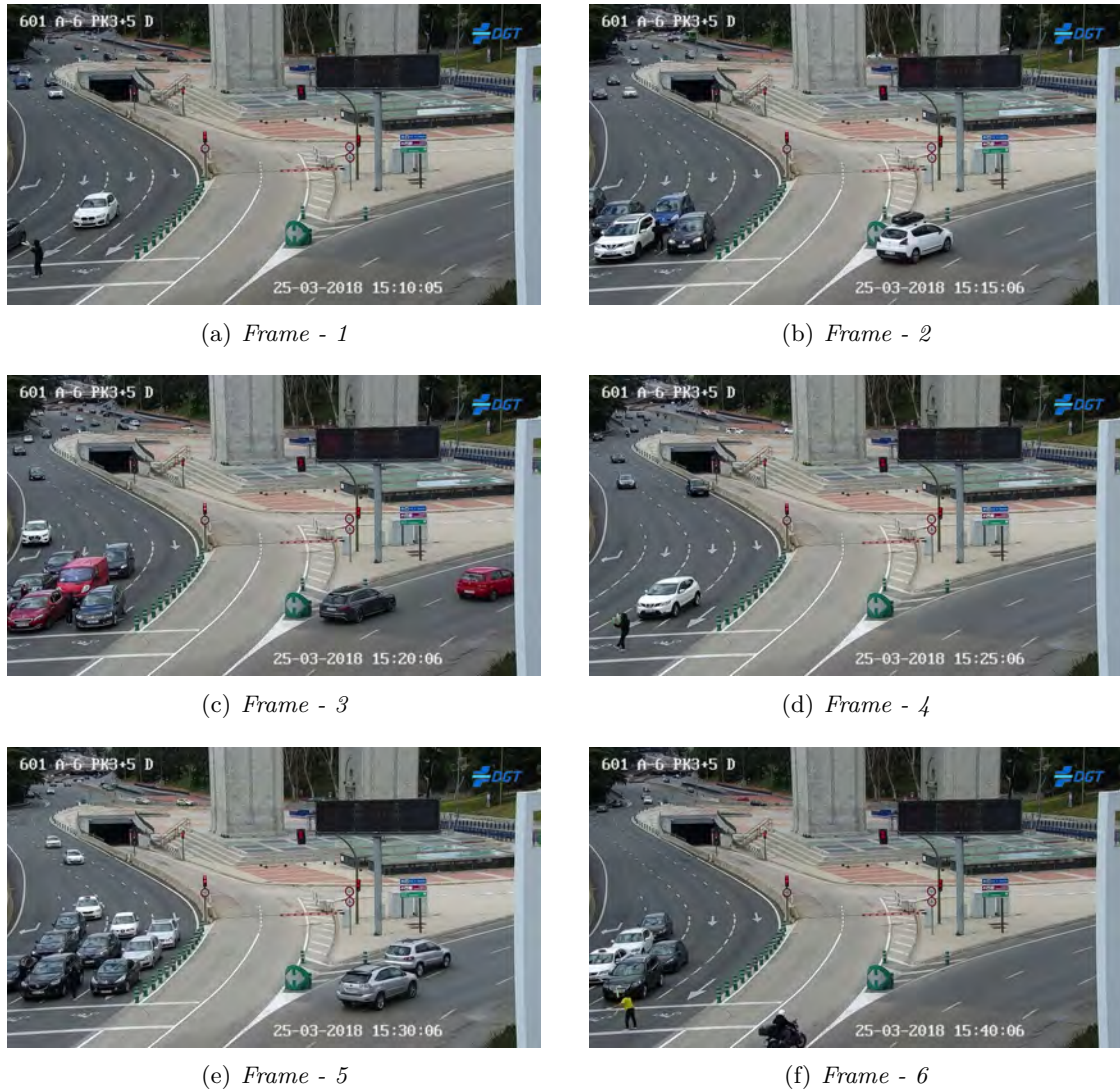 601 A-6 PK3+5 D
DGT
25-03-2018 15:10:05
(a) Frame - 1
601 A-6 PK3+5 D
DGT
25-03-2018 15:15:06
(b) Frame - 2
601 A-6 PK3+5 D
DGT
25-03-2018 15:20:06
(c) Frame - 3
601 A-6 PK3+5 D
DGT
25-03-2018 15:25:06
(d) Frame - 4
601 A-6 PK3+5 D
DGT
25-03-2018 15:30:06
(e) Frame - 5
601 A-6 PK3+5 D
DGT
25-03-2018 15:40:06
(f) Frame - 6